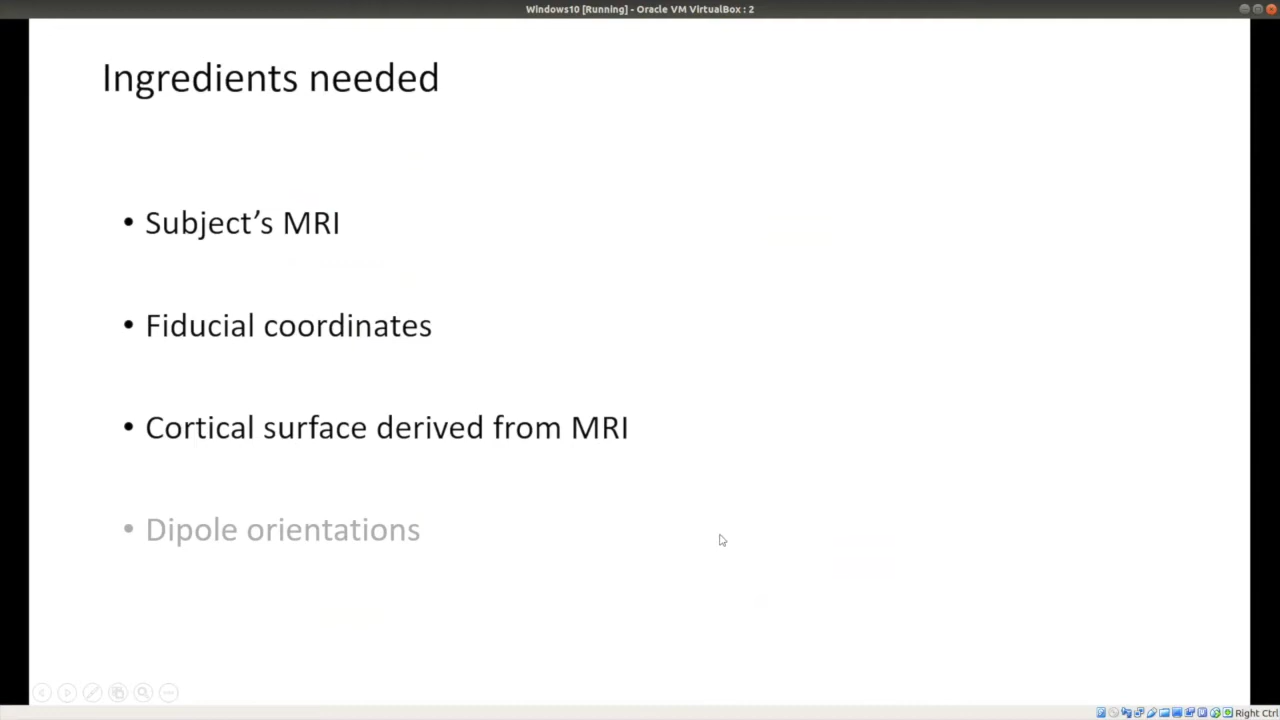 Windows10 [Running] - Oracle VM VirtualBox : 2
Ingredients needed
• Subject’s MRI
• Fiducial coordinates
• Cortical surface derived from MRI
• Dipole orientations
Right Ctrl